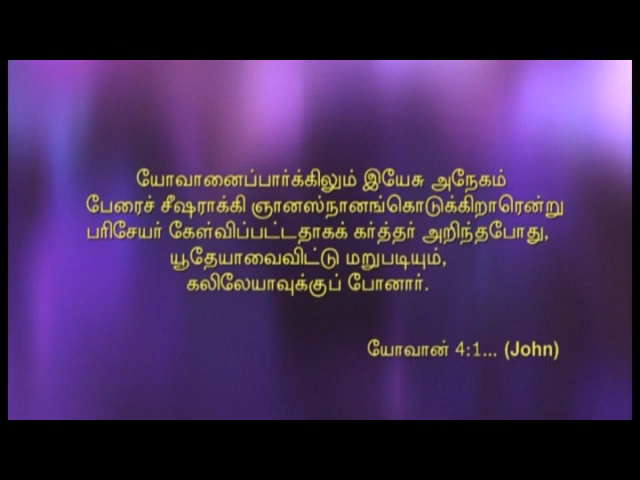 யோவானைப்பார்க்கிலும் இயேசு அநேகம்
பேரைச் சீஷராக்கி ஞானஸ்நானங்கொடுக்கிறாரென்று
பரிசேயர் கேள்விப்பட்டதாகக் கர்த்தர் அறிந்தபோது,
யூதேயாவைவிட்டு மறுபடியும்,
கலிலேயாவுக்குப் போனார்.
யோவான் 4:1... (John)